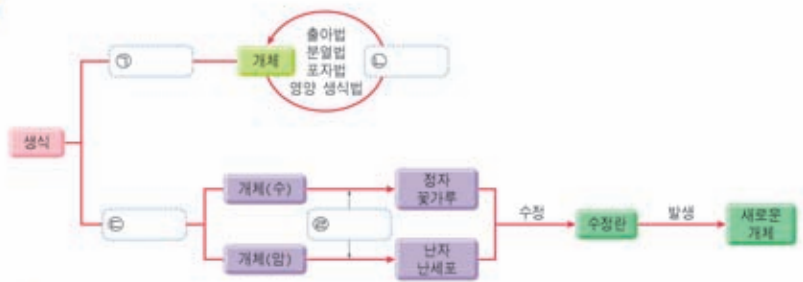 출아법
분열법
포자법
영양 생식법
㉠
개체
㉡
생식
개체(수)
정자
꽃가루
㉢
㉣
수정
수정란
발생
새로운
개체
개체(암)
난자
난세포